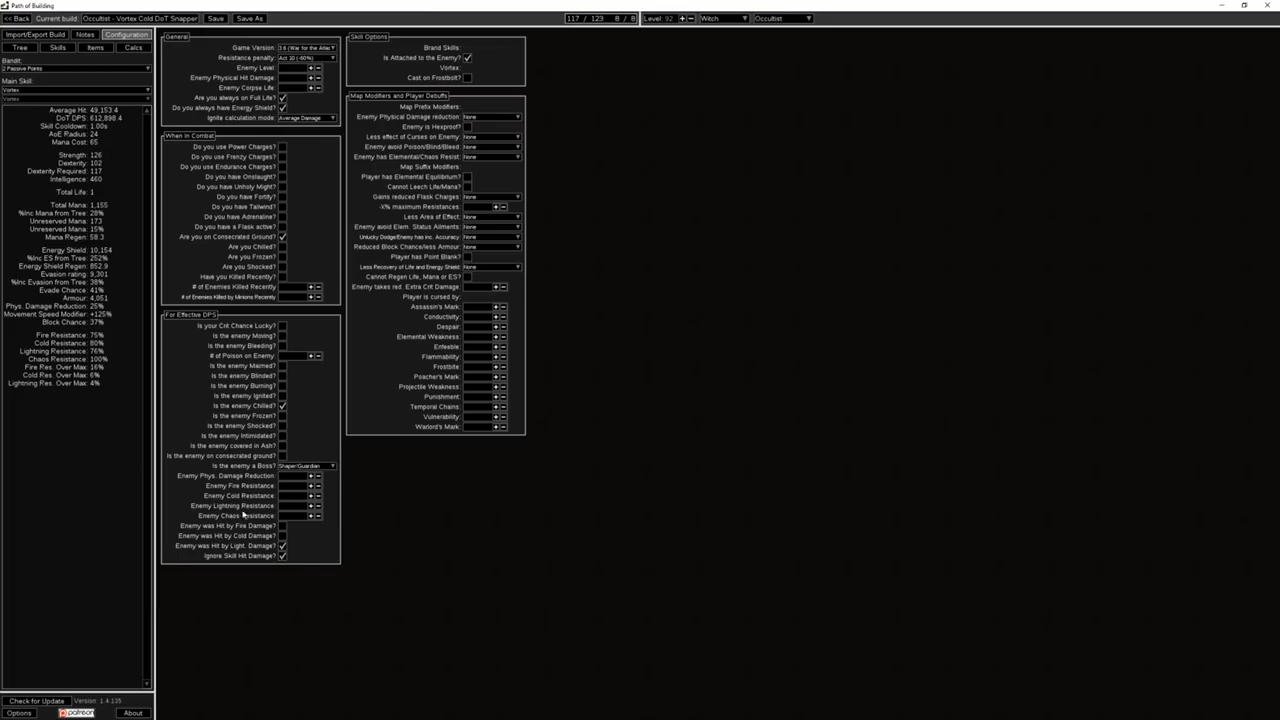 Path of Building
<< Back
Current build: Occultist - Vortex Cold DoT Snapper
Save
Save As
117 / 123 8 / 8
Level: 92
Witch
Occultist
Import/Export Build
Notes
Configuration
Tree
Skills
Items
Calcs
Bandit:
2 Passive Points
Main Skill:
Vortex
Vortex
Average Hit: 49,153.4
DoT DPS: 612,898.4
Skill Cooldown: 1.00s
AoE Radius: 24
Mana Cost: 65
Strength: 126
Dexterity: 102
Dexterity Required: 117
Intelligence: 460
Total Life: 1
Total Mana: 1,155
%Inc Mana from Tree: 28%
Unreserved Mana: 173
Unreserved Mana: 15%
Mana Regen: 58.3
Energy Shield: 10,154
%Inc ES from Tree: 252%
Energy Shield Regen: 852.9
Evasion rating: 9,301
%Inc Evasion from Tree: 38%
Evade Chance: 41%
Armour: 4,051
Phys. Damage Reduction: 25%
Movement Speed Modifier: +125%
Block Chance: 37%
Fire Resistance: 75%
Cold Resistance: 80%
Lightning Resistance: 76%
Chaos Resistance: 100%
Fire Res. Over Max: 16%
Cold Res. Over Max: 6%
Lightning Res. Over Max: 4%
Check for Update
Version: 1.4.135
Options
patreon
About
General
Game Version: 3.6 (War for the Atlas
Resistance penalty: Act 10 (-60%)
Enemy Level:
Enemy Physical Hit Damage:
Enemy Corpse Life:
Are you always on Full Life?
Do you always have Energy Shield?
Ignite calculation mode: Average Damage
When In Combat
Do you use Power Charges?
Do you use Frenzy Charges?
Do you use Endurance Charges?
Do you have Onslaught?
Do you have Unholy Might?
Do you have Fortify?
Do you have Tailwind?
Do you have Adrenaline?
Do you have a Flask active?
Are you on Consecrated Ground?
Are you Chilled?
Are you Frozen?
Are you Shocked?
Have you Killed Recently?
# of Enemies Killed Recently
# of Enemies Killed by Minions Recently
For Effective DPS
Is your Crit Chance Lucky?
Is the enemy Moving?
Is the enemy Bleeding?
# of Poison on Enemy:
Is the enemy Maimed?
Is the enemy Blinded?
Is the enemy Burning?
Is the enemy Ignited?
Is the enemy Chilled?
Is the enemy Frozen?
Is the enemy Shocked?
Is the enemy Intimidated?
Is the enemy covered in Ash?
Is the enemy on consecrated ground?
Is the enemy a Boss? Shaper/Guardian
Enemy Phys. Damage Reduction:
Enemy Fire Resistance:
Enemy Cold Resistance:
Enemy Lightning Resistance:
Enemy Chaos Resistance:
Enemy was Hit by Fire Damage?
Enemy was Hit by Cold Damage?
Enemy was Hit by Light. Damage?
Ignore Skill Hit Damage?
Skill Options
Brand Skills:
Is Attached to the Enemy?
Vortex:
Cast on Frostbolt?
Map Modifiers and Player Debuffs
Map Prefix Modifiers:
Enemy Physical Damage reduction: None
Enemy is Hexproof?
Less effect of Curses on Enemy: None
Enemy avoid Poison/Blind/Bleed: None
Enemy has Elemental/Chaos Resist: None
Map Suffix Modifiers:
Player has Elemental Equilibrium?
Cannot Leech Life/Mana?
Gains reduced Flask Charges: None
-X% maximum Resistances:
Less Area of Effect: None
Enemy avoid Elem. Status Ailments: None
Unlucky Dodge/Enemy has inc. Accuracy: None
Reduced Block Chance/less Armour: None
Player has Point Blank?
Less Recovery of Life and Energy Shield: None
Cannot Regen Life, Mana or ES?
Enemy takes red. Extra Crit Damage:
Player is cursed by:
Assassin's Mark:
Conductivity:
Despair:
Elemental Weakness:
Enfeeble:
Flammability:
Frostbite:
Poacher's Mark:
Projectile Weakness:
Punishment:
Temporal Chains:
Vulnerability:
Warlord's Mark: